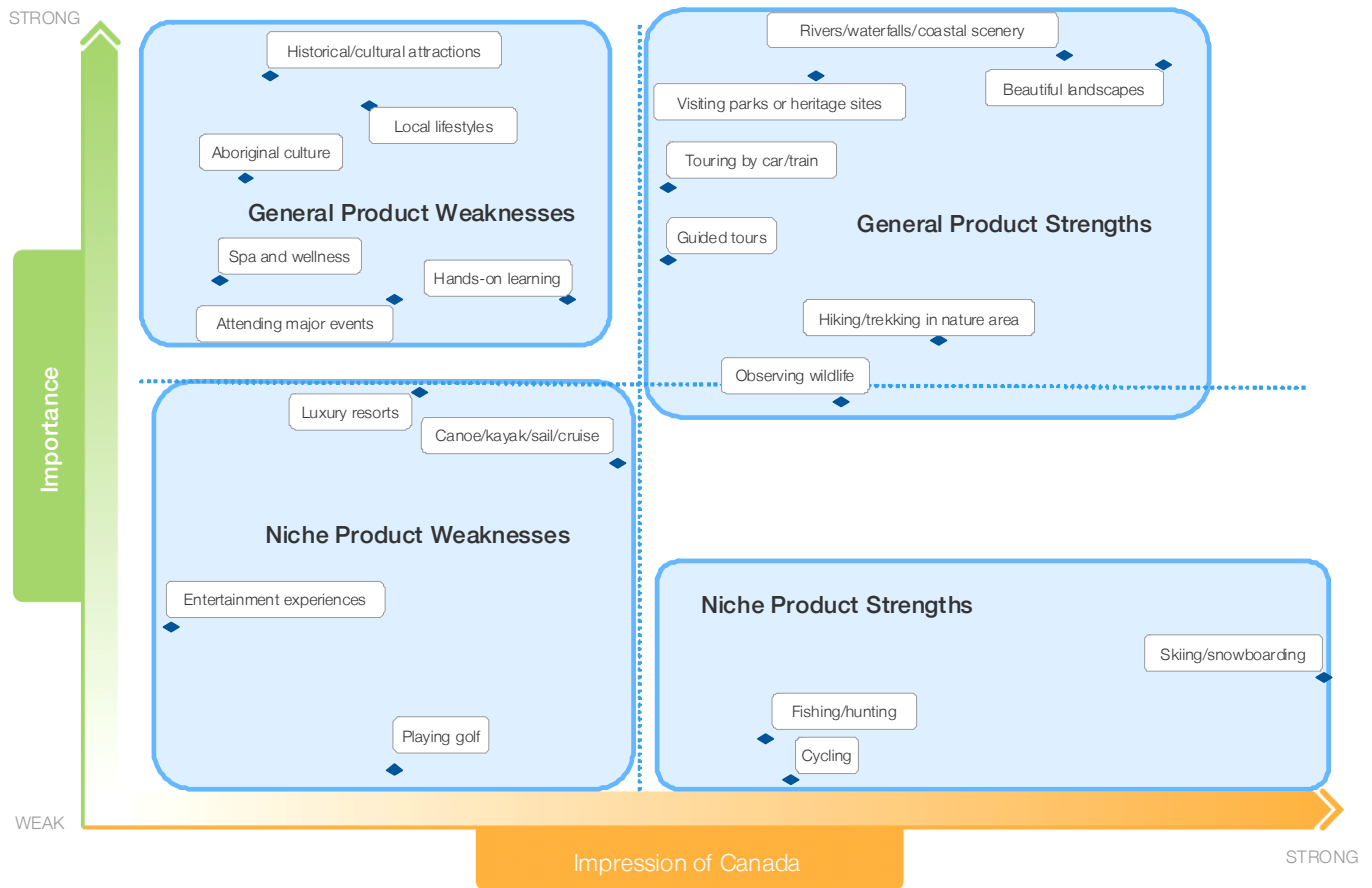 STRONG
Historical/cultural attractions
Rivers/waterfalls/coastal scenery
Beautiful landscapes
Visiting parks or heritage sites
Local lifestyles
Aboriginal culture
Touring by car/train
General Product Weaknesses
General Product Strengths
Guided tours
Spa and wellness
Hands-on learning
Attending major events
Hiking/trekking in nature area
Observing wildlife
Importance
Luxury resorts
Canoe/kayak/sail/cruise
Niche Product Weaknesses
Entertainment experiences
Niche Product Strengths
Skiing/snowboarding
Fishing/hunting
Playing golf
Cycling
WEAK
Impression of Canada
STRONG